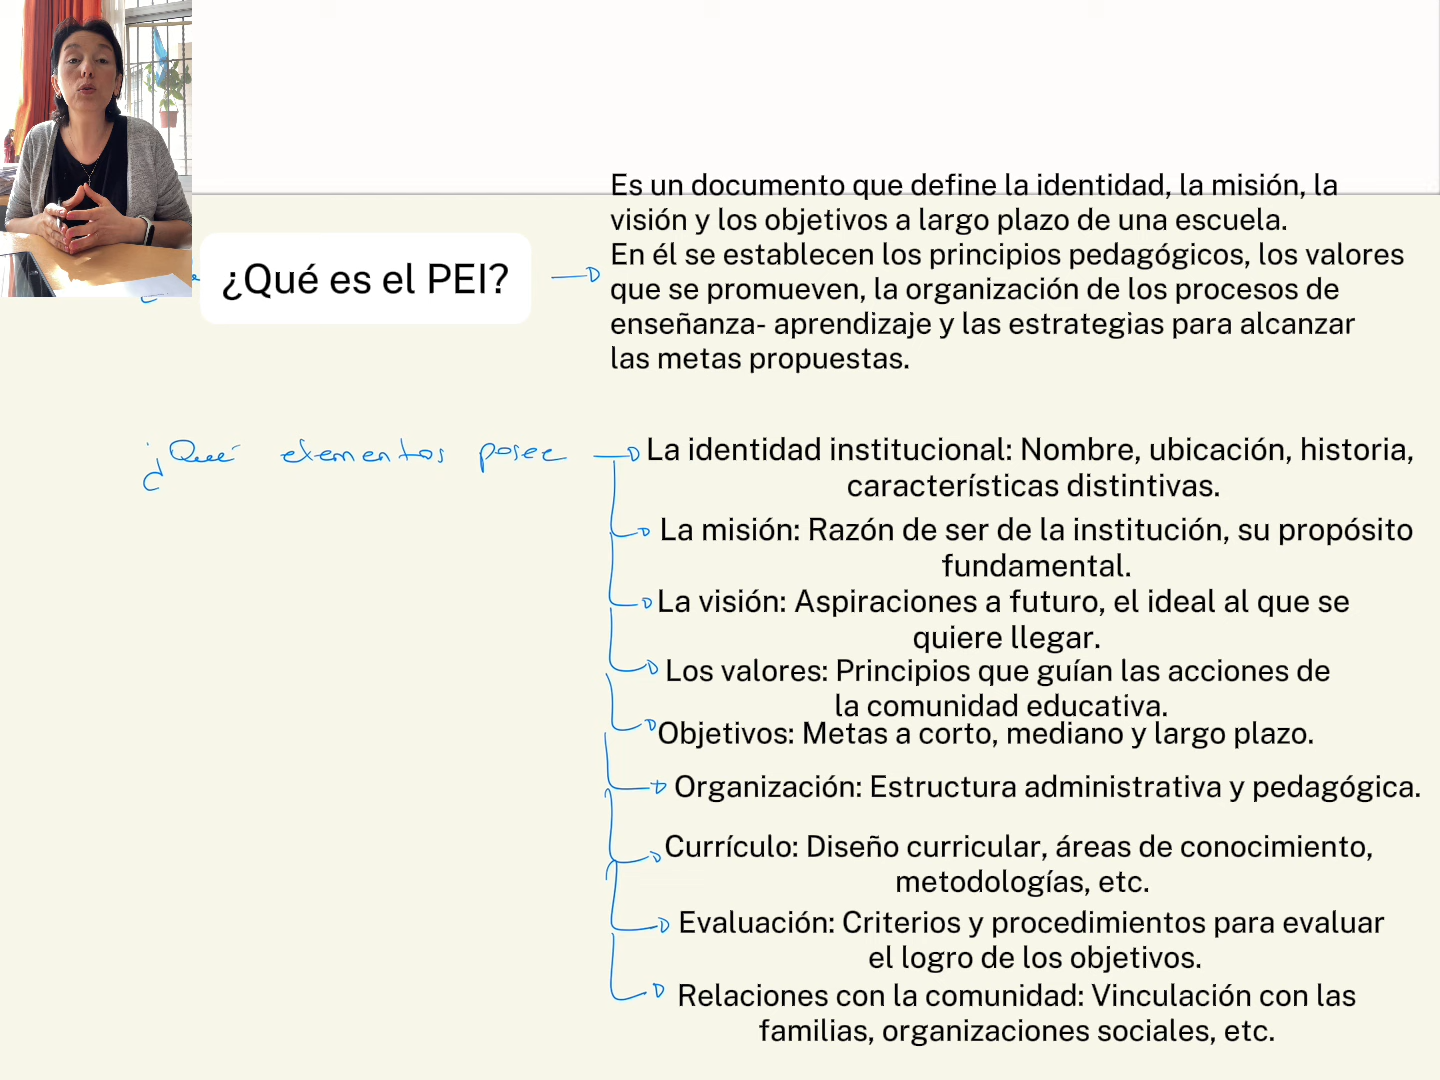 ¿Qué es el PEI?
Es un documento que define la identidad, la misión, la
visión y los objetivos a largo plazo de una escuela.
En él se establecen los principios pedagógicos, los valores
que se promueven, la organización de los procesos de
enseñanza- aprendizaje y las estrategias para alcanzar
las metas propuestas.
¿Qué elementos posee
La identidad institucional: Nombre, ubicación, historia,
características distintivas.
La misión: Razón de ser de la institución, su propósito
fundamental.
La visión: Aspiraciones a futuro, el ideal al que se
quiere llegar.
Los valores: Principios que guían las acciones de
la comunidad educativa.
Objetivos: Metas a corto, mediano y largo plazo.
Organización: Estructura administrativa y pedagógica.
Currículo: Diseño curricular, áreas de conocimiento,
metodologías, etc.
Evaluación: Criterios y procedimientos para evaluar
el logro de los objetivos.
Relaciones con la comunidad: Vinculación con las
familias, organizaciones sociales, etc.